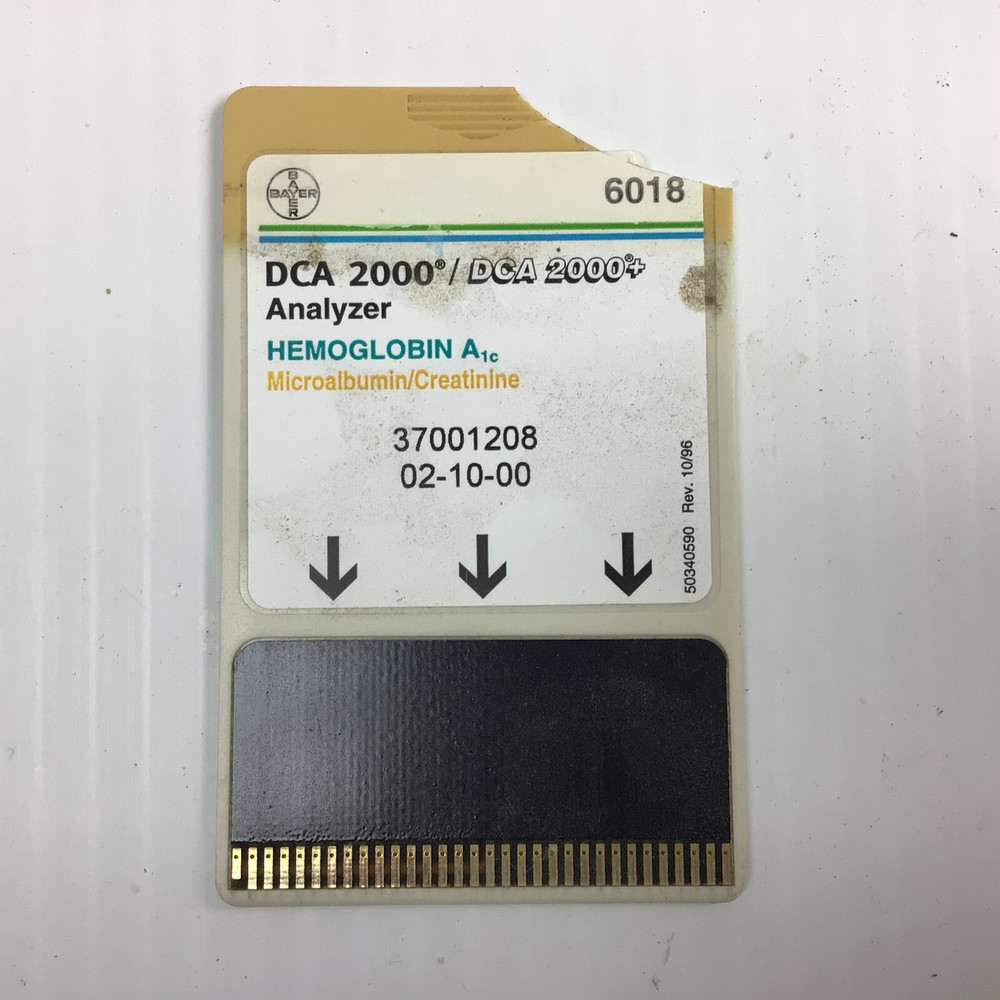 BAYER
BAYER
6018
DCA 2000®/ DCA 2000®+
Analyzer
HEMOGLOBIN A1c
Microalbumin/Creatinine
37001208
02-10-00
50340590 Rev. 10/96